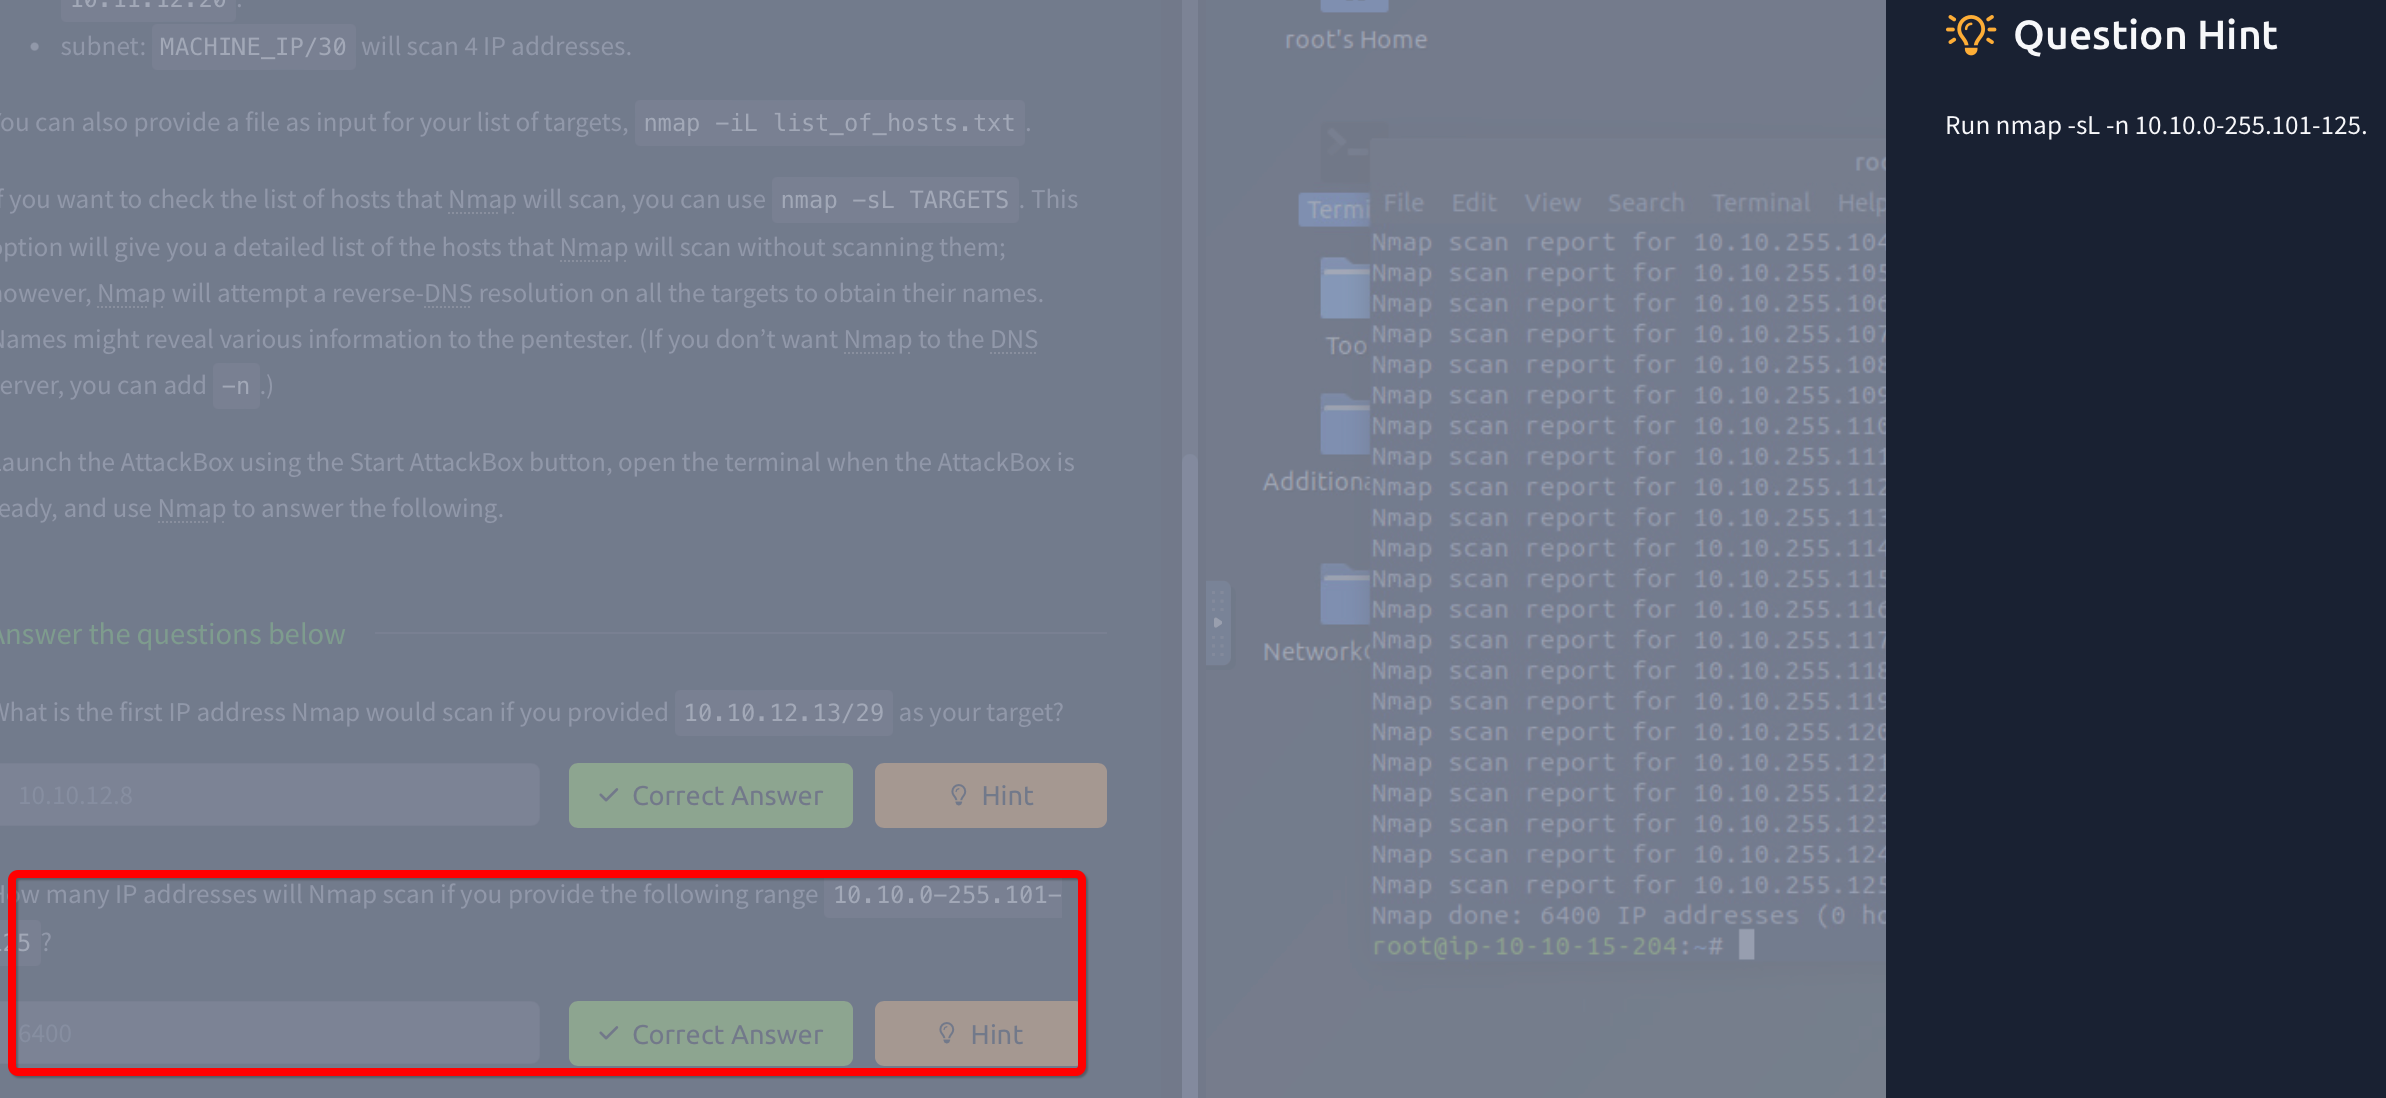 10.11.12.20.
• subnet: MACHINE_IP/30 will scan 4 IP addresses.
ou can also provide a file as input for your list of targets, nmap -iL list_of_hosts.txt.
f you want to check the list of hosts that Nmap will scan, you can use nmap -sL TARGETS. This
option will give you a detailed list of the hosts that Nmap will scan without scanning them;
owever, Nmap will attempt a reverse-DNS resolution on all the targets to obtain their names.
Names might reveal various information to the pentester. (If you don’t want Nmap to the DNS
erver, you can add -n.)
aunch the AttackBox using the Start AttackBox button, open the terminal when the AttackBox is
eady, and use Nmap to answer the following.
Answer the questions below
What is the first IP address Nmap would scan if you provided 10.10.12.13/29 as your target?
10.10.12.8
Correct Answer
Hint
How many IP addresses will Nmap scan if you provide the following range 10.10.0-255.101-
125?
6400
Correct Answer
Hint
root's Home
Termi
Too
Additiona
Network
roo
File Edit View Search Terminal Help
Nmap scan report for 10.10.255.104
Nmap scan report for 10.10.255.105
Nmap scan report for 10.10.255.106
Nmap scan report for 10.10.255.107
Nmap scan report for 10.10.255.108
Nmap scan report for 10.10.255.109
Nmap scan report for 10.10.255.110
Nmap scan report for 10.10.255.111
Nmap scan report for 10.10.255.112
Nmap scan report for 10.10.255.113
Nmap scan report for 10.10.255.114
Nmap scan report for 10.10.255.115
Nmap scan report for 10.10.255.116
Nmap scan report for 10.10.255.117
Nmap scan report for 10.10.255.118
Nmap scan report for 10.10.255.119
Nmap scan report for 10.10.255.120
Nmap scan report for 10.10.255.121
Nmap scan report for 10.10.255.122
Nmap scan report for 10.10.255.123
Nmap scan report for 10.10.255.124
Nmap scan report for 10.10.255.125
Nmap done: 6400 IP addresses (0 ho
root@ip-10-10-15-204:~#
Question Hint
Run nmap -sL -n 10.10.0-255.101-125.